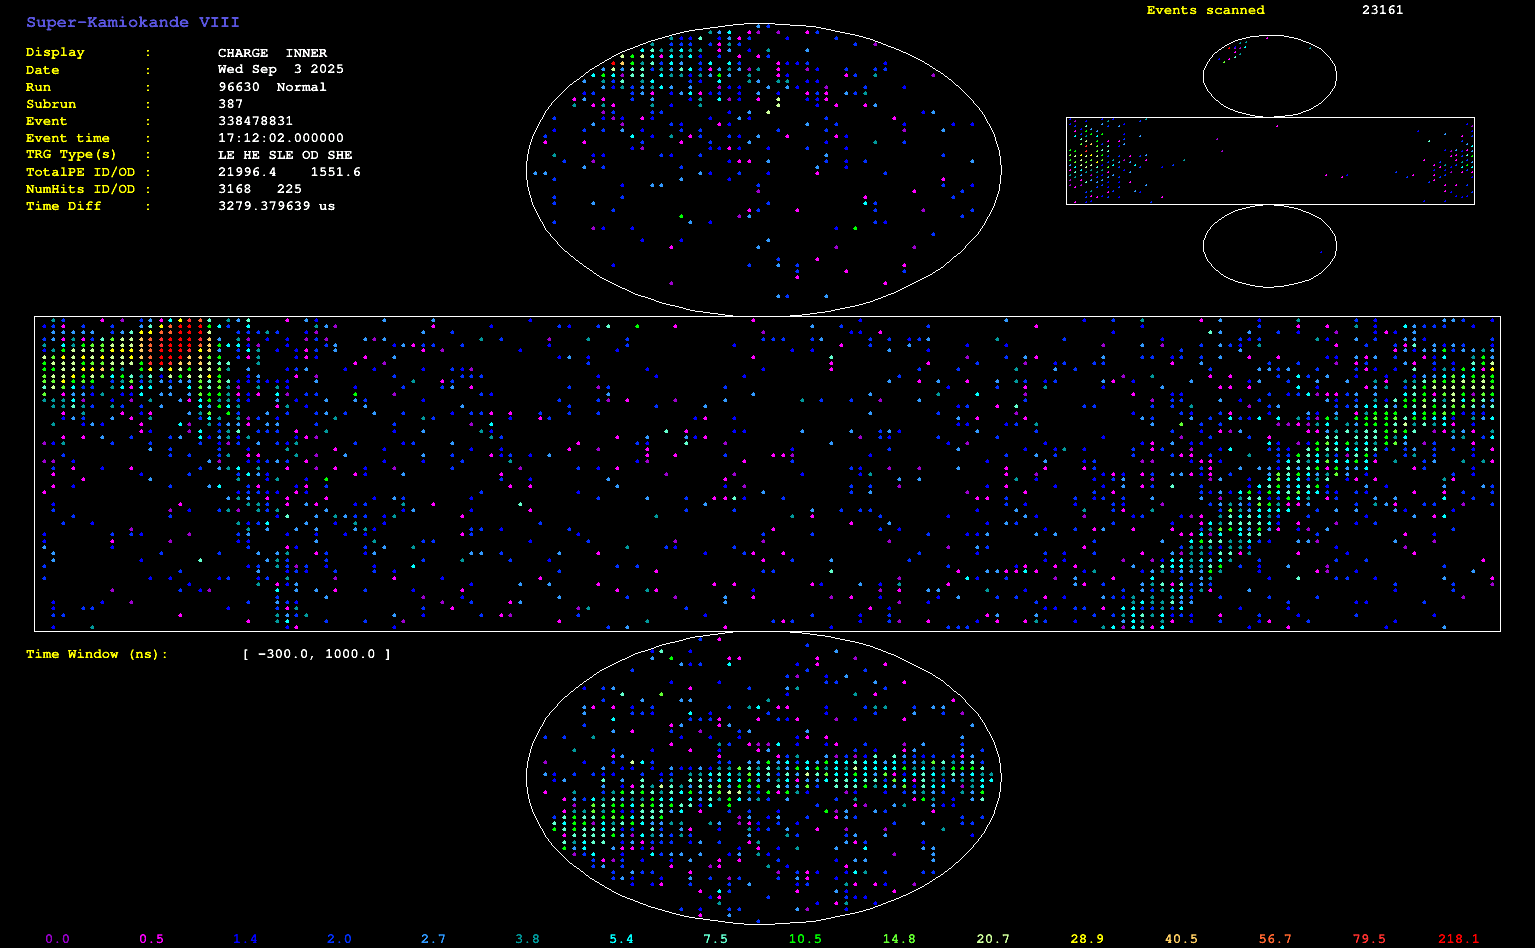 Super-Kamiokande VIII
Events scanned 23161
Display : CHARGE INNER
Date : Wed Sep 3 2025
Run : 96630 Normal
Subrun : 387
Event : 338478831
Event time : 17:12:02.000000
TRG Type(s) : LE HE SLE OD SHE
TotalPE ID/OD : 21996.4 1551.6
NumHits ID/OD : 3168 225
Time Diff : 3279.379639 us
Time Window (ns): [ -300.0, 1000.0 ]
0.0 0.5 1.4 2.0 2.7 3.8 5.4 7.5 10.5 14.8 20.7 28.9 40.5 56.7 79.5 218.1